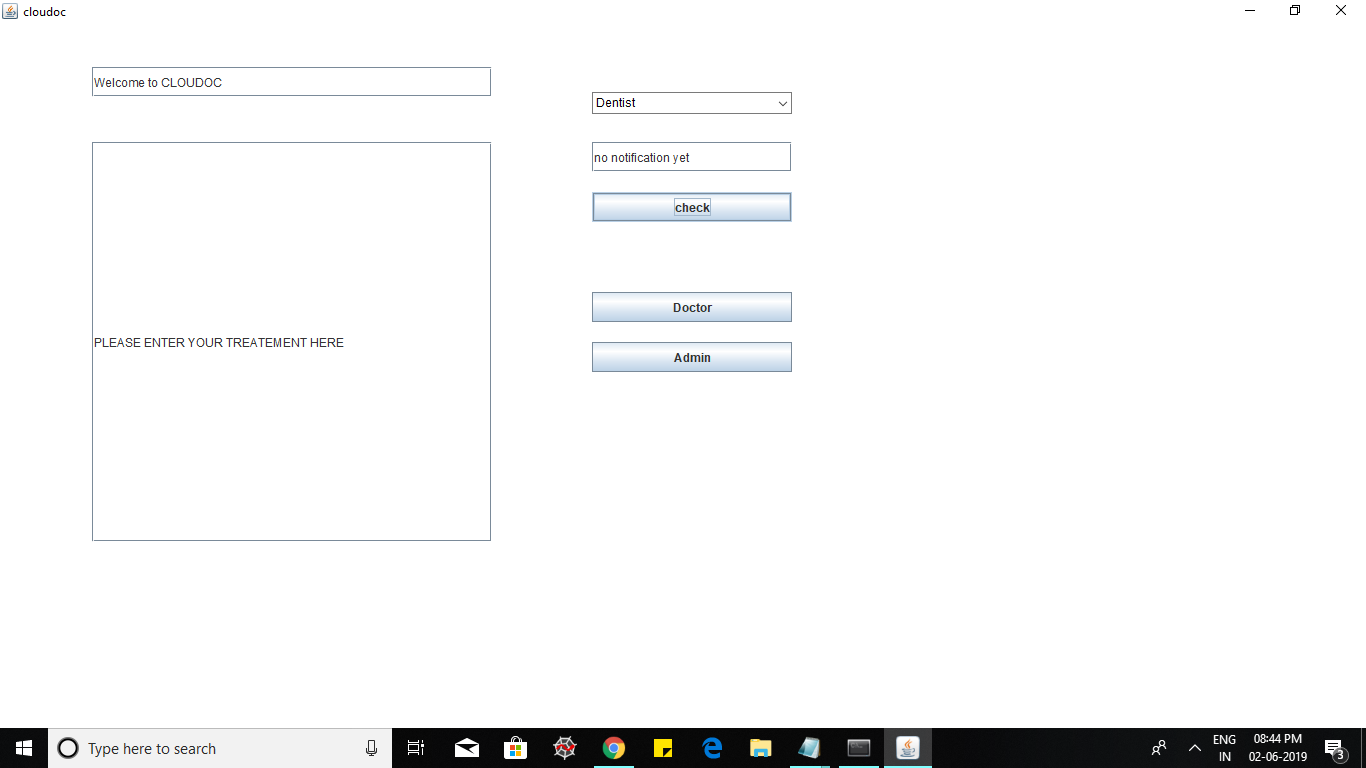 cloudoc
Welcome to CLOUDOC
Dentist
no notification yet
check
PLEASE ENTER YOUR TREATEMENT HERE
Doctor
Admin
Type here to search
ENG
IN
08:44 PM
02-06-2019
3